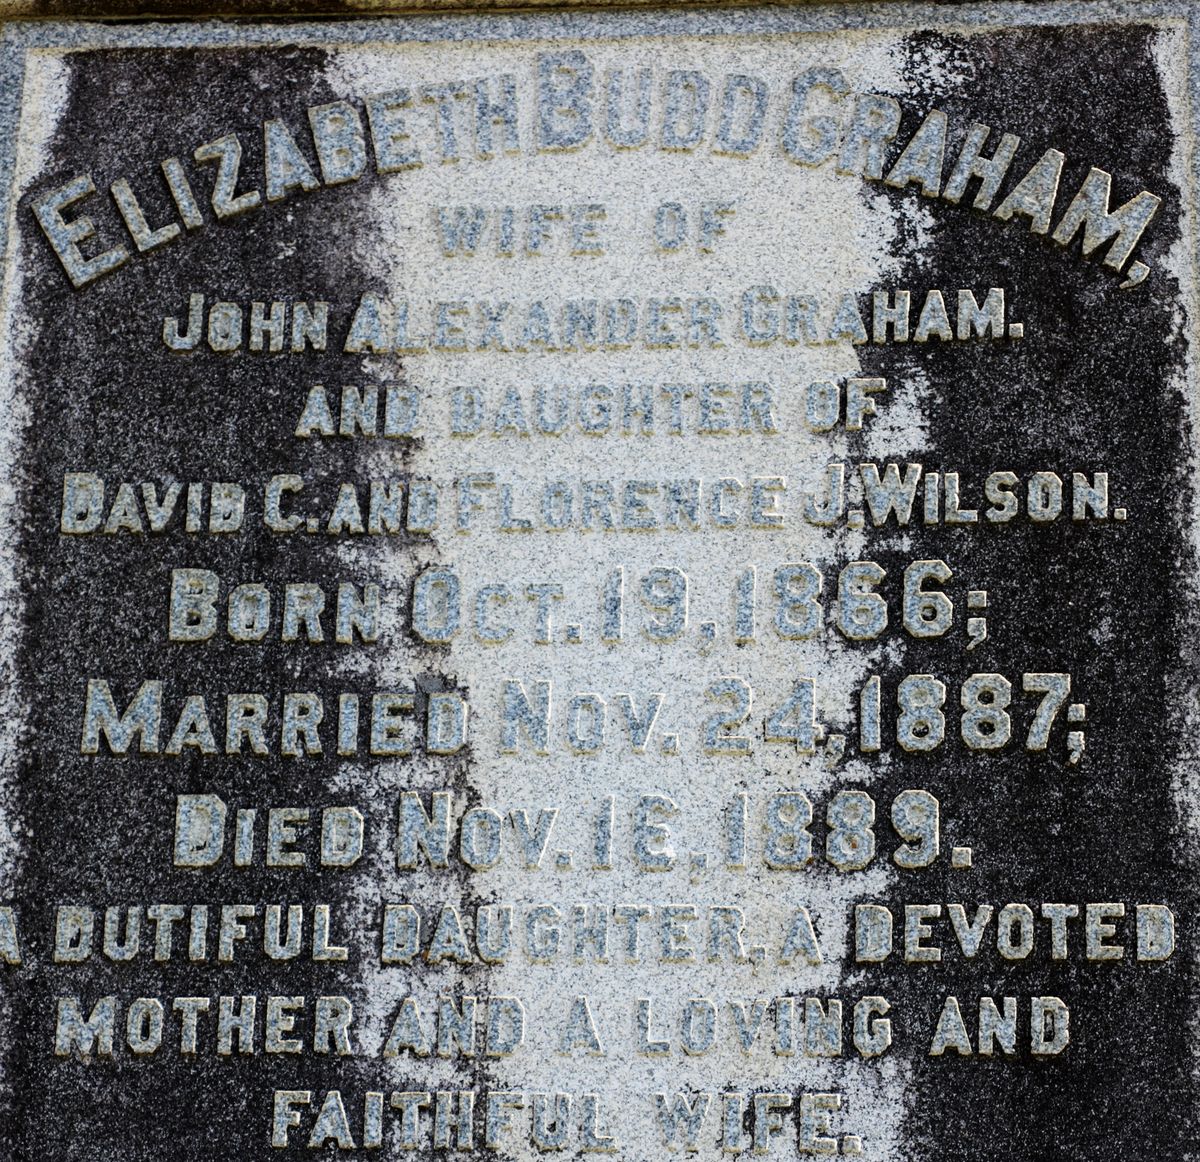 ELIZABETH BUDD GRAHAM,
WIFE OF
JOHN ALEXANDER GRAHAM.
AND DAUGHTER OF
DAVID C. AND FLORENCE J. WILSON.
BORN OCT. 19, 1866;
MARRIED NOV. 24, 1887;
DIED NOV. 16, 1889.
A DUTIFUL DAUGHTER, A DEVOTED
MOTHER AND A LOVING AND
FAITHFUL WIFE.